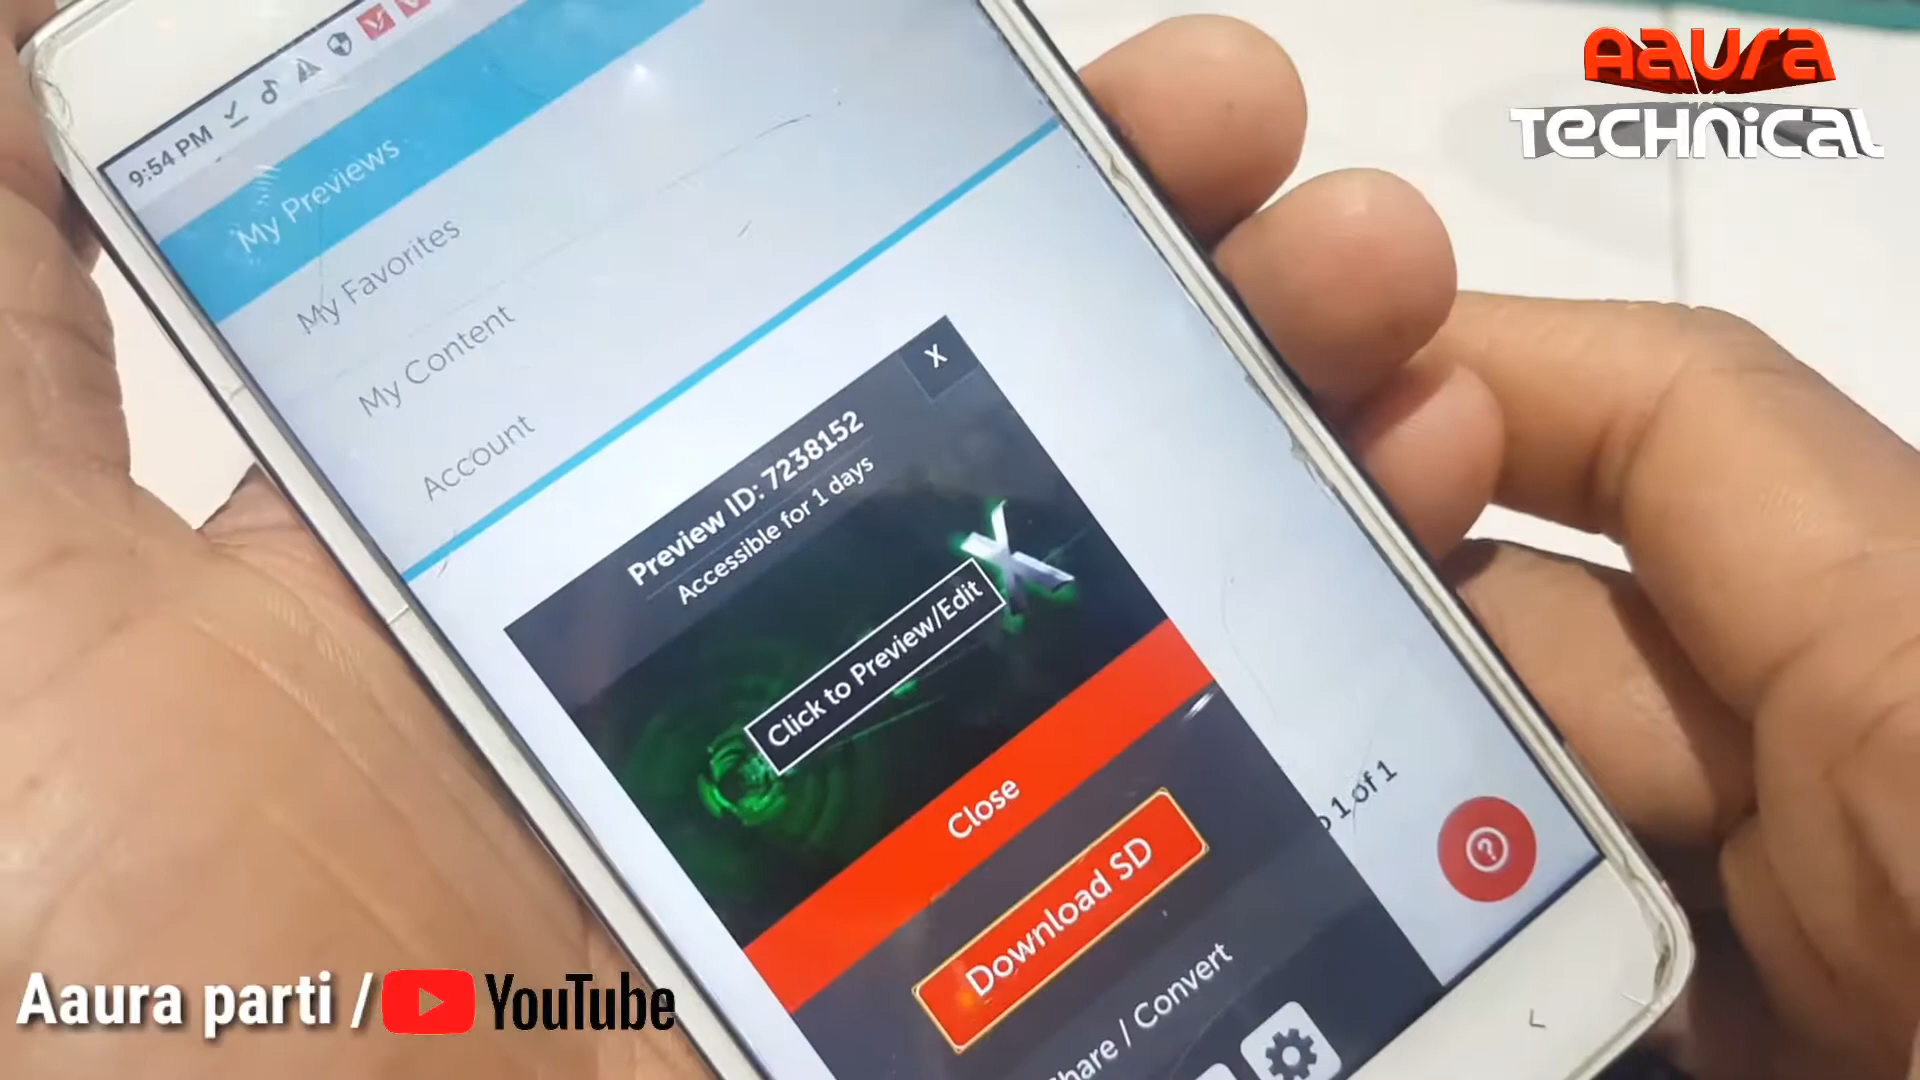 9:54 PM
My Previews
My Favorites
My Content
Account
X
Preview ID: 7238152
Accessible for 1 days
Click to Preview/Edit
Close
Download SD
Share / Convert
1 of 1
?
Aaura
TECHNiCAL
Aaura parti / YouTube